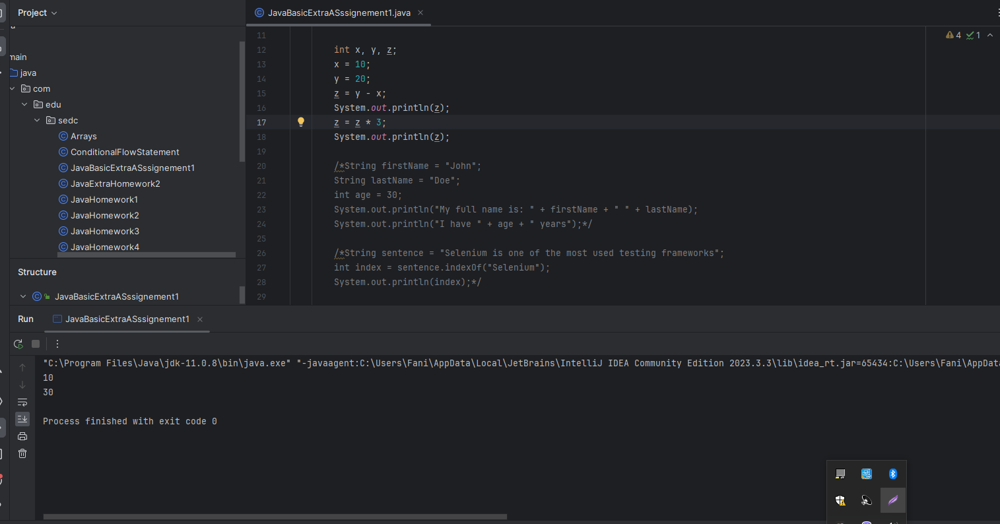 Project
JavaBasicExtraASssignement1.java
main
java
com
edu
sedc
Arrays
ConditionalFlowStatement
JavaBasicExtraASssignement1
JavaExtraHomework2
JavaHomework1
JavaHomework2
JavaHomework3
JavaHomework4
Structure
JavaBasicExtraASssignement1
4 1
11
12 int x, y, z;
13 x = 10;
14 y = 20;
15 z = y - x;
16 System.out.println(z);
17 z = z * 3;
18 System.out.println(z);
19
20 /*String firstName = "John";
21 String lastName = "Doe";
22 int age = 30;
23 System.out.println("My full name is: " + firstName + " " + lastName);
24 System.out.println("I have " + age + " years");*/
25
26 /*String sentence = "Selenium is one of the most used testing frameworks";
27 int index = sentence.indexOf("Selenium");
28 System.out.println(index);*/
29
Run JavaBasicExtraASssignement1
"C:\Program Files\Java\jdk-11.0.8\bin\java.exe" "-javaagent:C:\Users\Fani\AppData\Local\JetBrains\IntelliJ IDEA Community Edition 2023.3.3\lib\idea_rt.jar=65434:C:\Users\Fani\AppData
10
30
Process finished with exit code 0